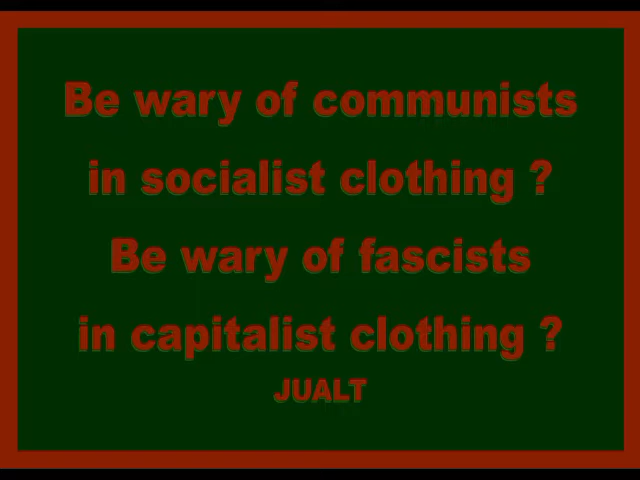 Be wary of communists
in socialist clothing ?
Be wary of fascists
in capitalist clothing ?
JUALT